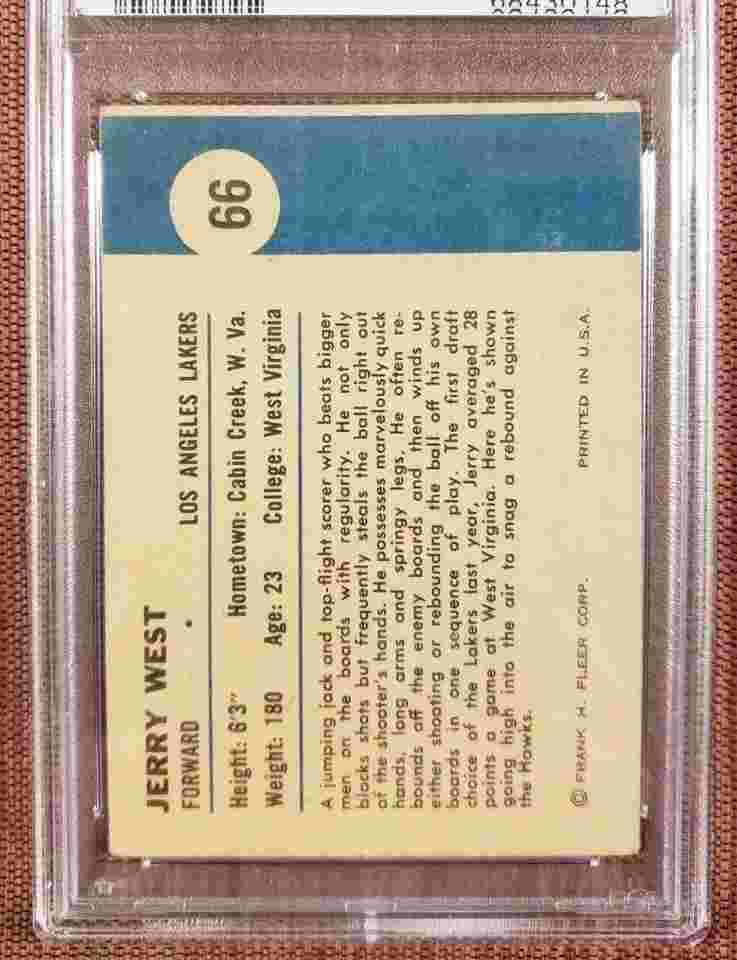 66
JERRY WEST
FORWARD • LOS ANGELES LAKERS
Height: 6'3" Hometown: Cabin Creek, W. Va.
Weight: 180 Age: 23 College: West Virginia
A jumping jack and top-flight scorer who beats bigger
men on the boards with regularity. He not only
blocks shots but frequently steals the ball right out
of the shooter's hands. He possesses marvelously quick
hands, long arms and springy legs. He often re-
bounds off the enemy boards and then winds up
either shooting or rebounding the ball off his own
boards in one sequence of play. The first draft
choice of the Lakers last year, Jerry averaged 28
points a game at West Virginia. Here he's shown
going high into the air to snag a rebound against
the Hawks.
© FRANK H. FLEER CORP. PRINTED IN U.S.A.